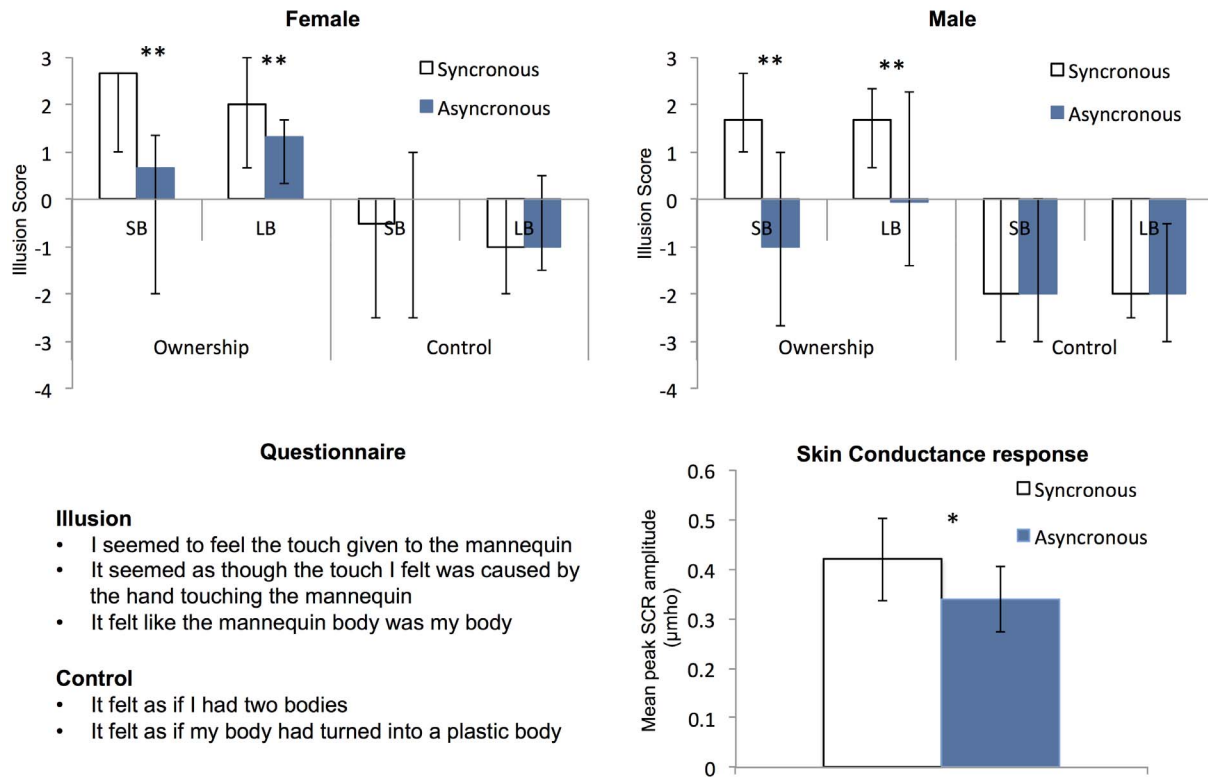 Female
3
2
1
0
-1
-2
-3
-4
Illusion Score
**
**
Syncronous
Asyncronous
SB
LB
SB
LB
Ownership
Control
Male
3
2
1
0
-1
-2
-3
-4
Illusion Score
**
**
Syncronous
Asyncronous
SB
LB
SB
LB
Ownership
Control
Questionnaire
Illusion
• I seemed to feel the touch given to the mannequin
• It seemed as though the touch I felt was caused by
the hand touching the mannequin
• It felt like the mannequin body was my body
Control
• It felt as if I had two bodies
• It felt as if my body had turned into a plastic body
Skin Conductance response
0.6
0.5
0.4
0.3
0.2
0.1
0
Mean peak SCR amplitude
(µmho)
Syncronous
*
Asyncronous